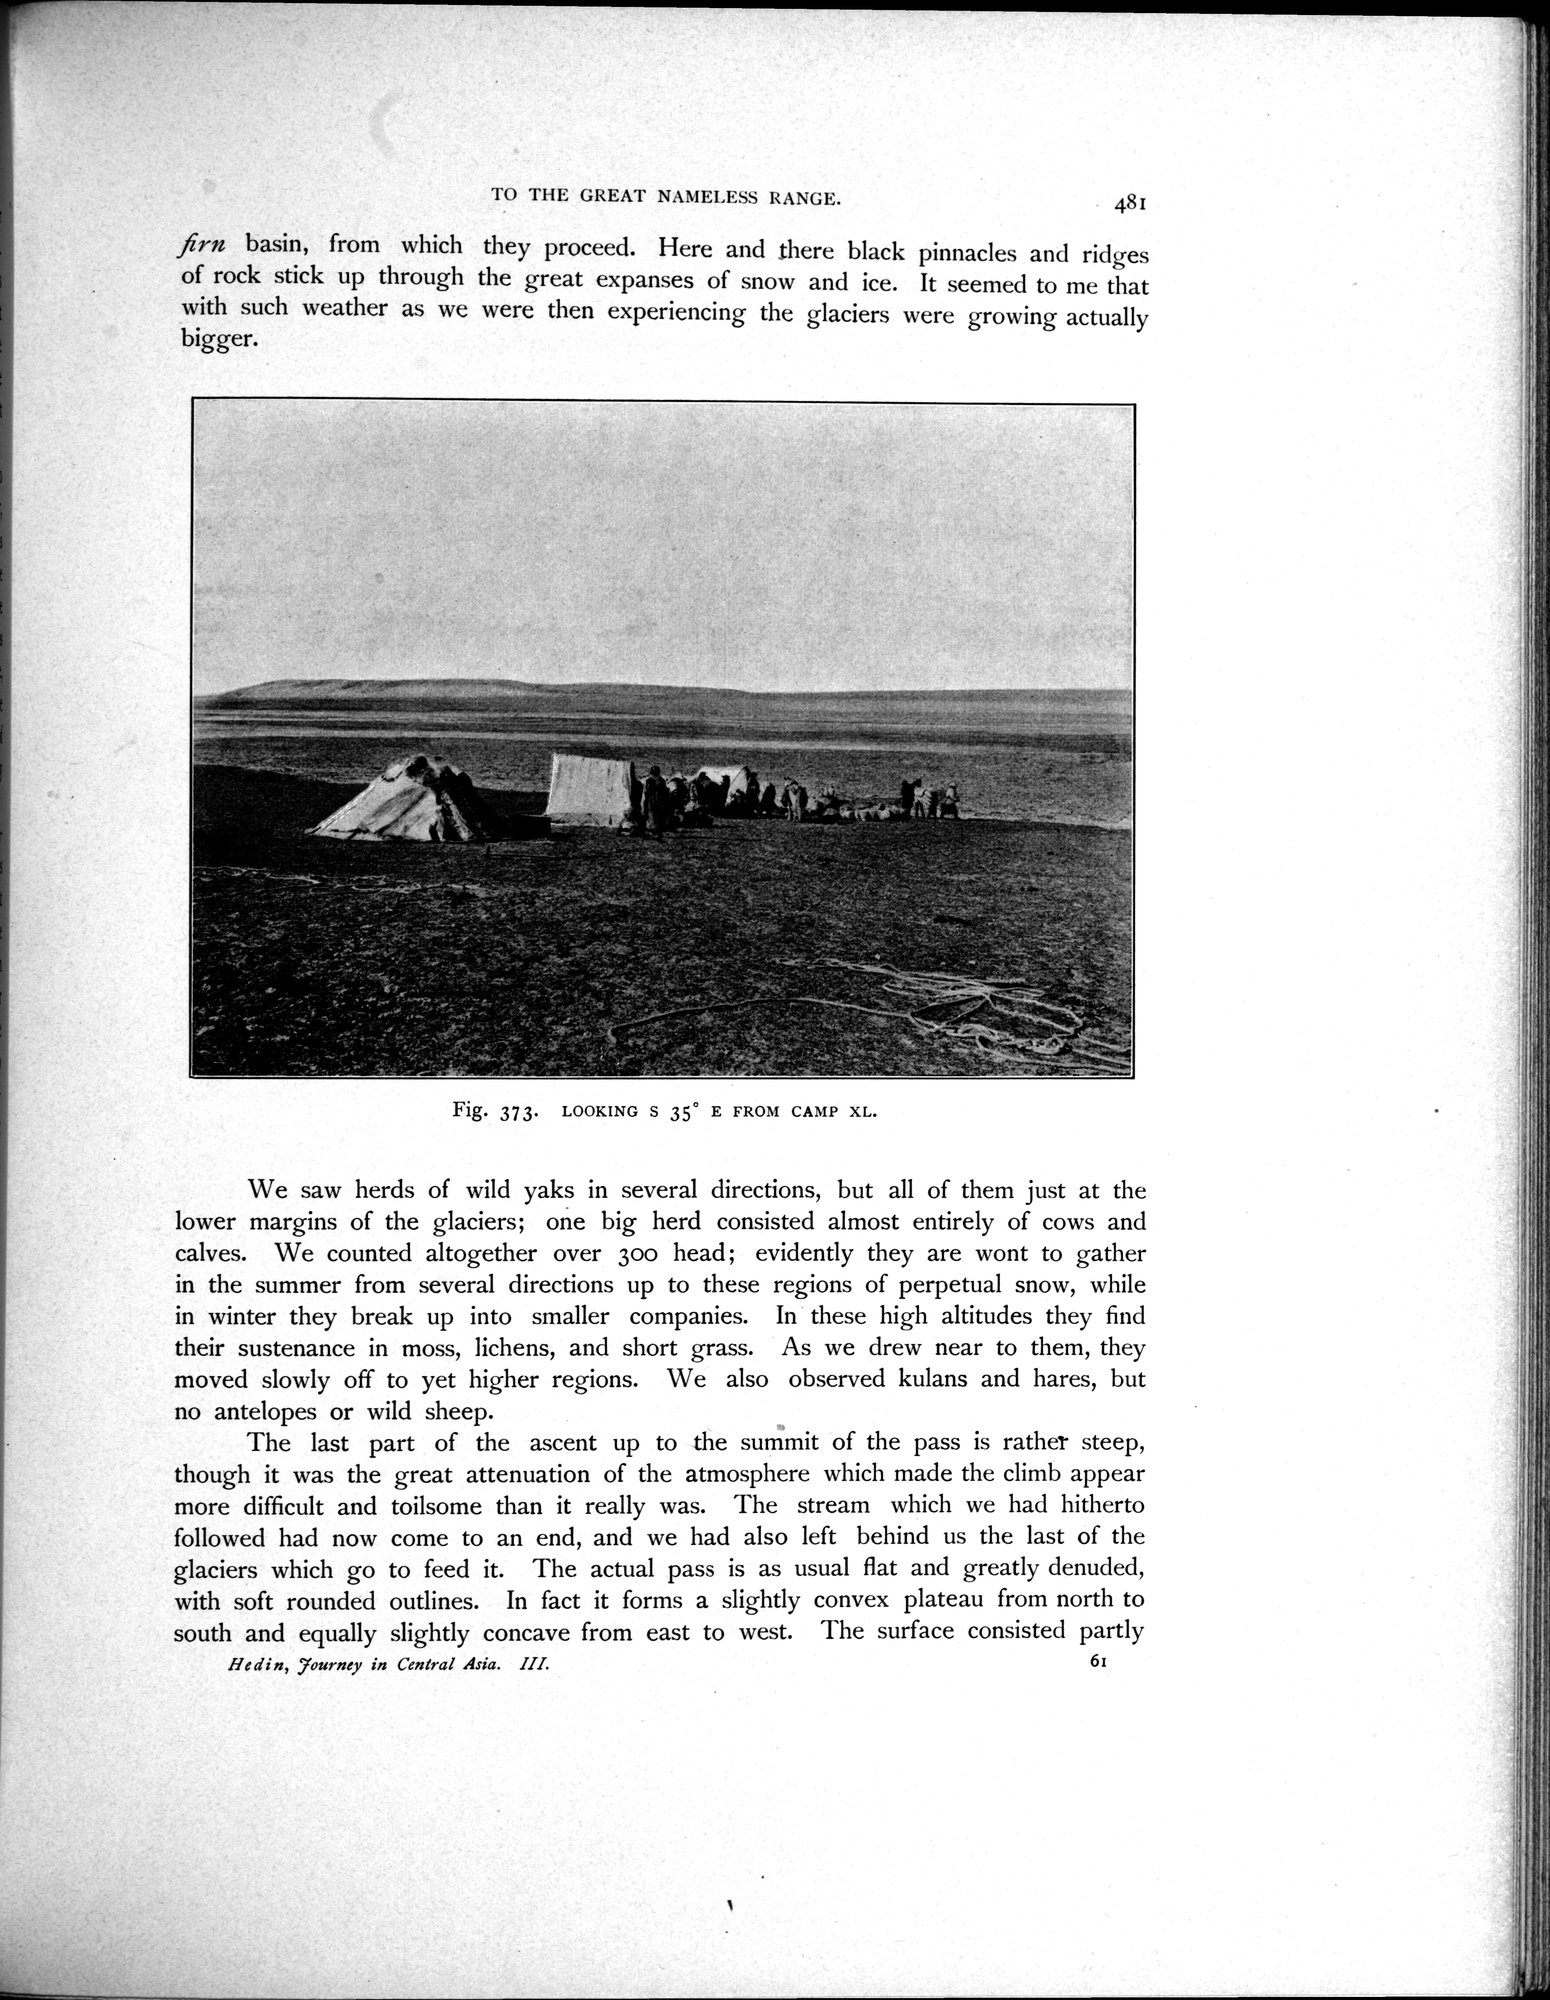 TO THE GREAT NAMELESS RANGE. 481
firn basin, from which they proceed. Here and there black pinnacles and ridges
of rock stick up through the great expanses of snow and ice. It seemed to me that
with such weather as we were then experiencing the glaciers were growing actually
bigger.
Fig. 373. LOOKING S 35° E FROM CAMP XL.
We saw herds of wild yaks in several directions, but all of them just at the
lower margins of the glaciers; one big herd consisted almost entirely of cows and
calves. We counted altogether over 300 head; evidently they are wont to gather
in the summer from several directions up to these regions of perpetual snow, while
in winter they break up into smaller companies. In these high altitudes they find
their sustenance in moss, lichens, and short grass. As we drew near to them, they
moved slowly off to yet higher regions. We also observed kulans and hares, but
no antelopes or wild sheep.
The last part of the ascent up to the summit of the pass is rather steep,
though it was the great attenuation of the atmosphere which made the climb appear
more difficult and toilsome than it really was. The stream which we had hitherto
followed had now come to an end, and we had also left behind us the last of the
glaciers which go to feed it. The actual pass is as usual flat and greatly denuded,
with soft rounded outlines. In fact it forms a slightly convex plateau from north to
south and equally slightly concave from east to west. The surface consisted partly
Hedin, Journey in Central Asia. III. 61